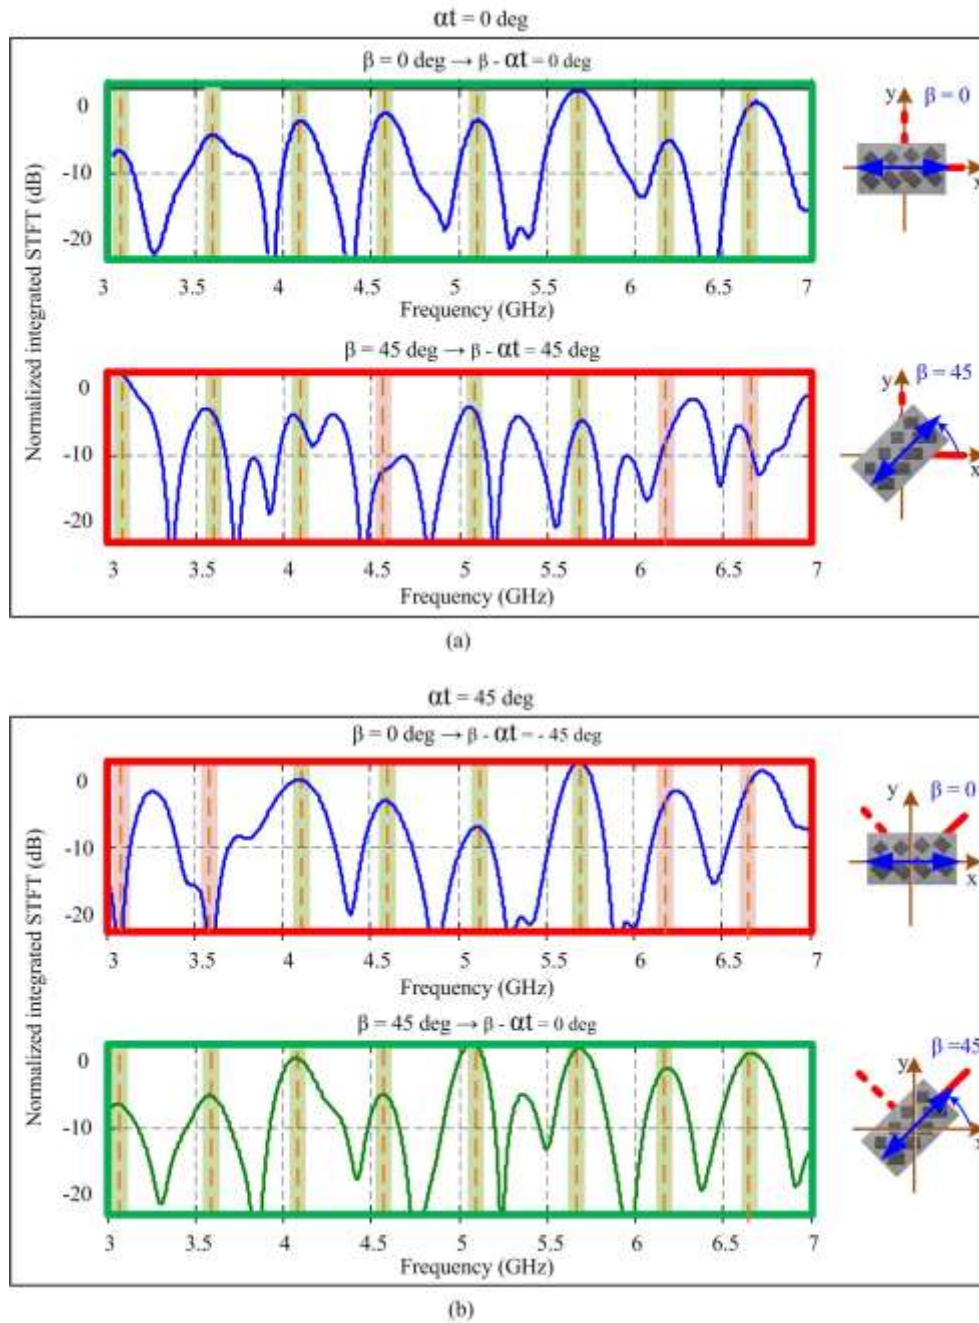 αt = 0 deg
β = 0 deg → β - αt = 0 deg
Normalized integrated STFT (dB)
0
-10
-20
3 3.5 4 4.5 5 5.5 6 6.5 7
Frequency (GHz)
y β = 0
x
β = 45 deg → β - αt = 45 deg
0
-10
-20
3 3.5 4 4.5 5 5.5 6 6.5 7
Frequency (GHz)
y β = 45
x
(a)
αt = 45 deg
β = 0 deg → β - αt = - 45 deg
Normalized integrated STFT (dB)
0
-10
-20
3 3.5 4 4.5 5 5.5 6 6.5 7
Frequency (GHz)
y β = 0
x
β = 45 deg → β - αt = 0 deg
0
-10
-20
3 3.5 4 4.5 5 5.5 6 6.5 7
Frequency (GHz)
y β =45
x
(b)